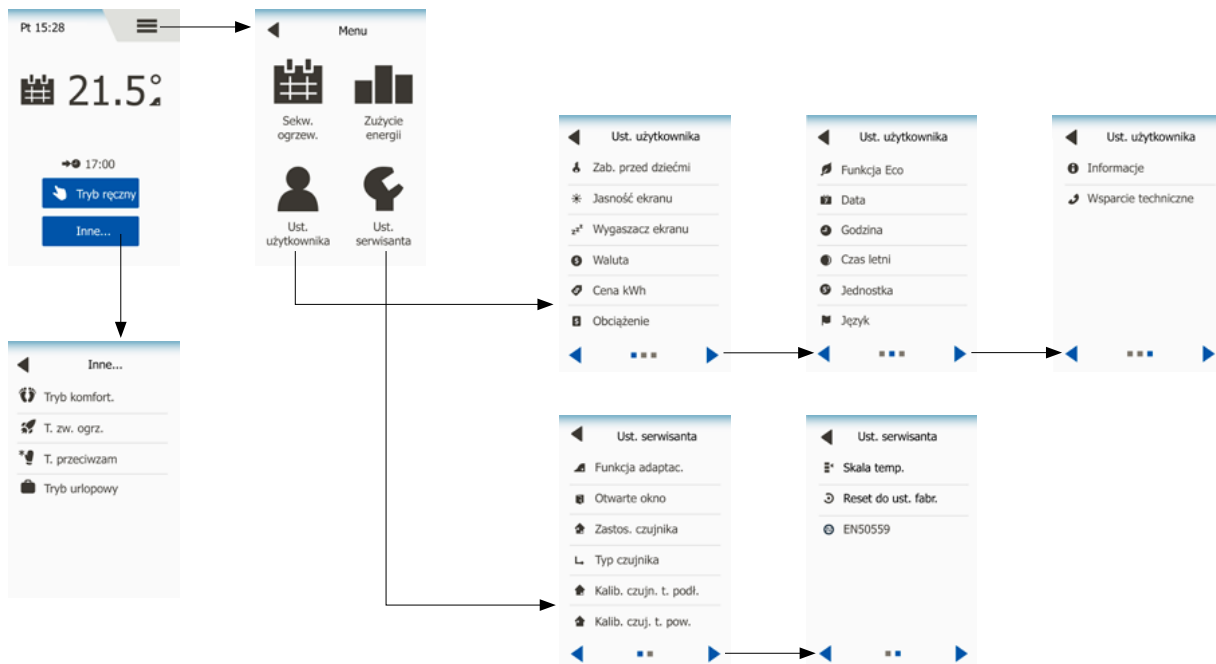 Pt 15:28
21.5°
17:00
Tryb ręczny
Inne...
Menu
Sekw.
ogrzew.
Zużycie
energii
Ust.
użytkownika
Ust.
serwisanta
Ust. użytkownika
Zab. przed dziećmi
Jasność ekranu
Wygaszacz ekranu
Waluta
Cena kWh
Obciążenie
Ust. użytkownika
Funkcja Eco
Data
Godzina
Czas letni
Jednostka
Język
Ust. użytkownika
Informacje
Wsparcie techniczne
Inne...
Tryb komfort.
T. zw. ogrz.
T. przeciwzam
Tryb urlopowy
Ust. serwisanta
Funkcja adaptac.
Otwarte okno
Zastos. czujnika
Typ czujnika
Kalib. czujn. t. podł.
Kalib. czuj. t. pow.
Ust. serwisanta
Skala temp.
Reset do ust. fabr.
EN50559